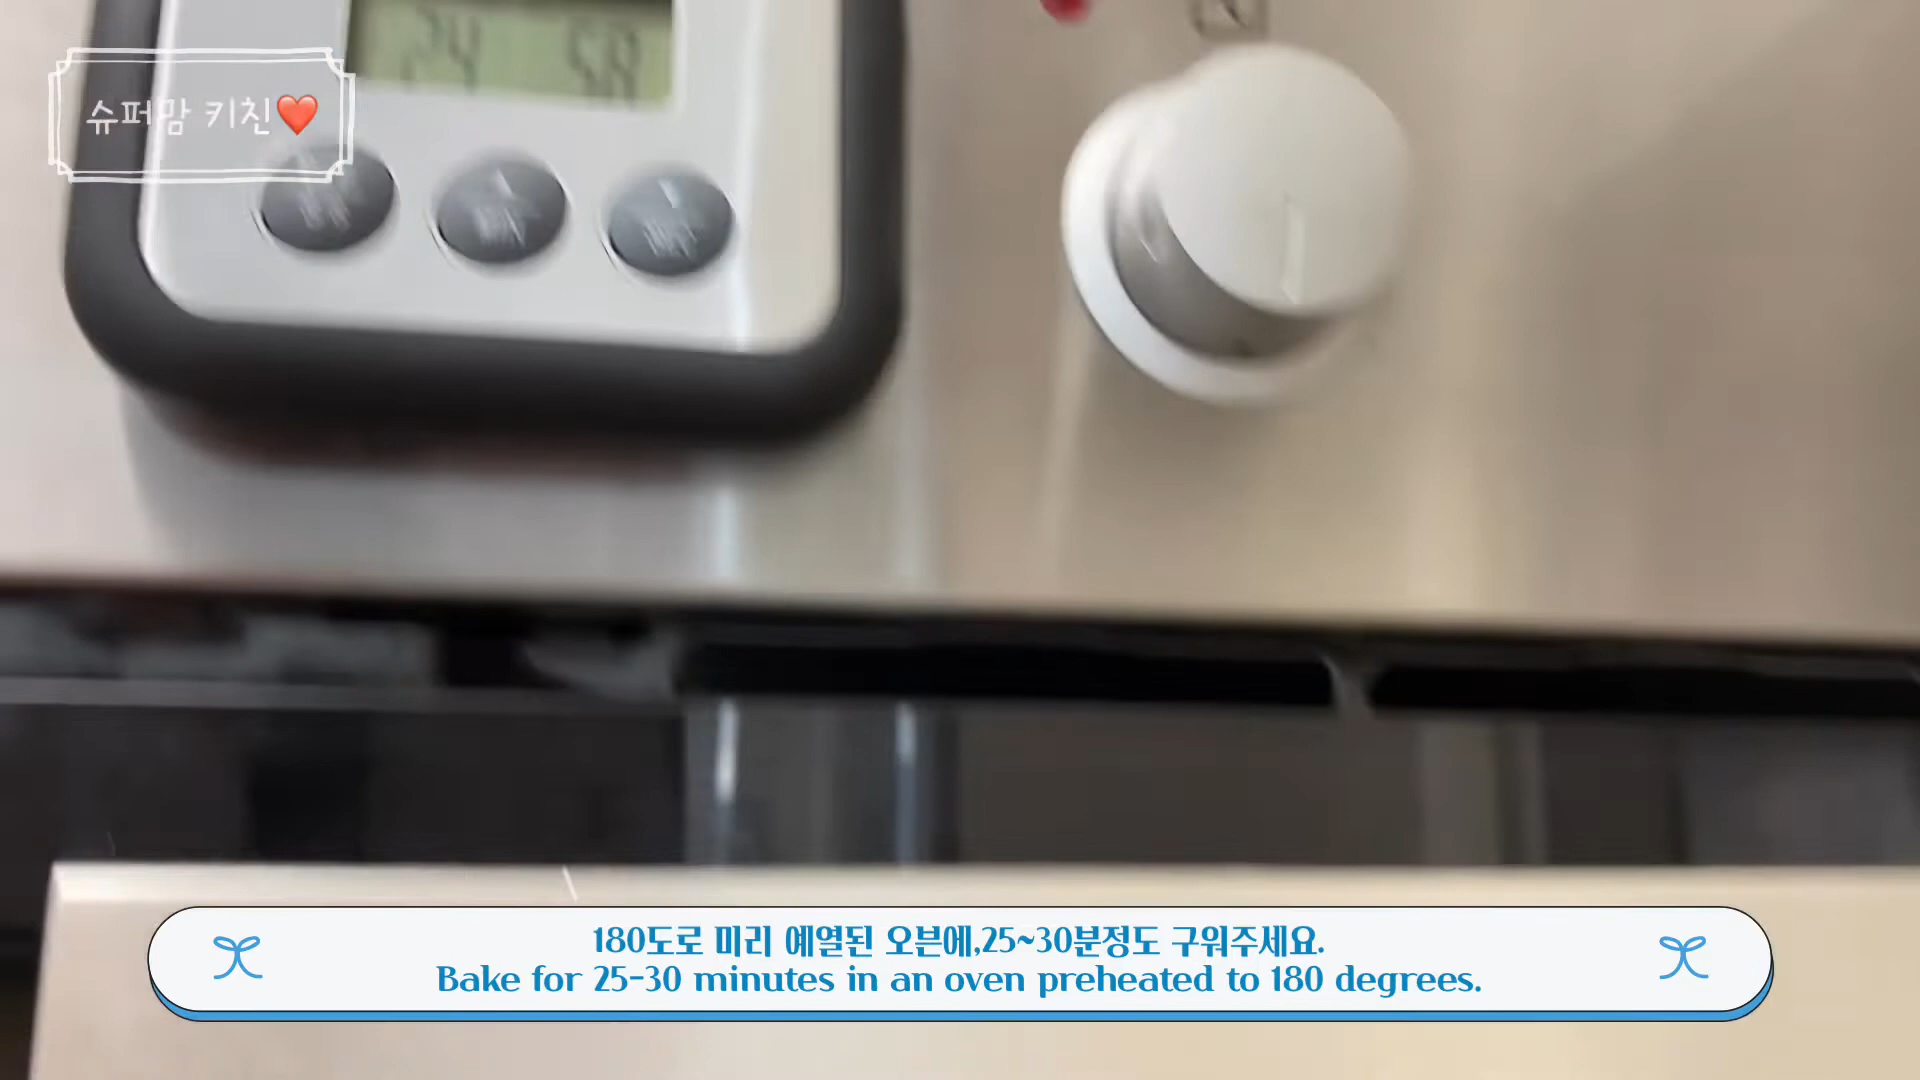 24 58
슈퍼맘 키친❤️
180도로 미리 예열된 오븐에,25~30분정도 구워주세요.
Bake for 25-30 minutes in an oven preheated to 180 degrees.